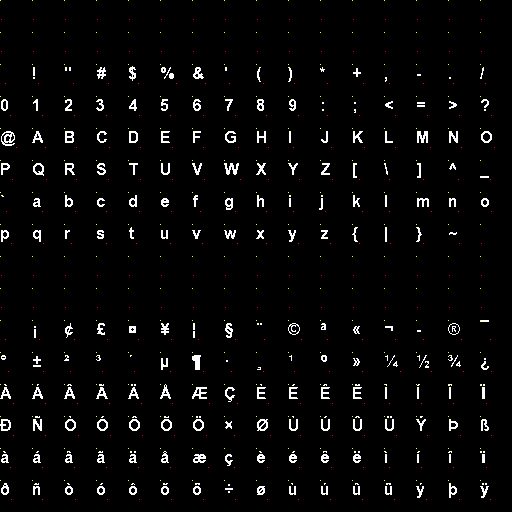 ! " # $ % & ' ( ) * + , - . /
0 1 2 3 4 5 6 7 8 9 : ; < = > ?
@ A B C D E F G H I J K L M N O
P Q R S T U V W X Y Z [ \ ] ^ _
` a b c d e f g h i j k l m n o
p q r s t u v w x y z { | } ~
¡ ¢ £ ¤ ¥ ¦ § ¨ © ª « ¬ - ® ¯
° ± ² ³ ´ µ ¶ · ¸ ¹ º » ¼ ½ ¾ ¿
À Á Â Ã Ä Å Æ Ç È É Ê Ë Ì Í Î Ï
Ð Ñ Ò Ó Ô Õ Ö × Ø Ù Ú Û Ü Ý Þ ß
à á â ã ä å æ ç è é ê ë ì í î ï
ð ñ ò ó ô õ ö ÷ ø ù ú û ü ý þ ÿ